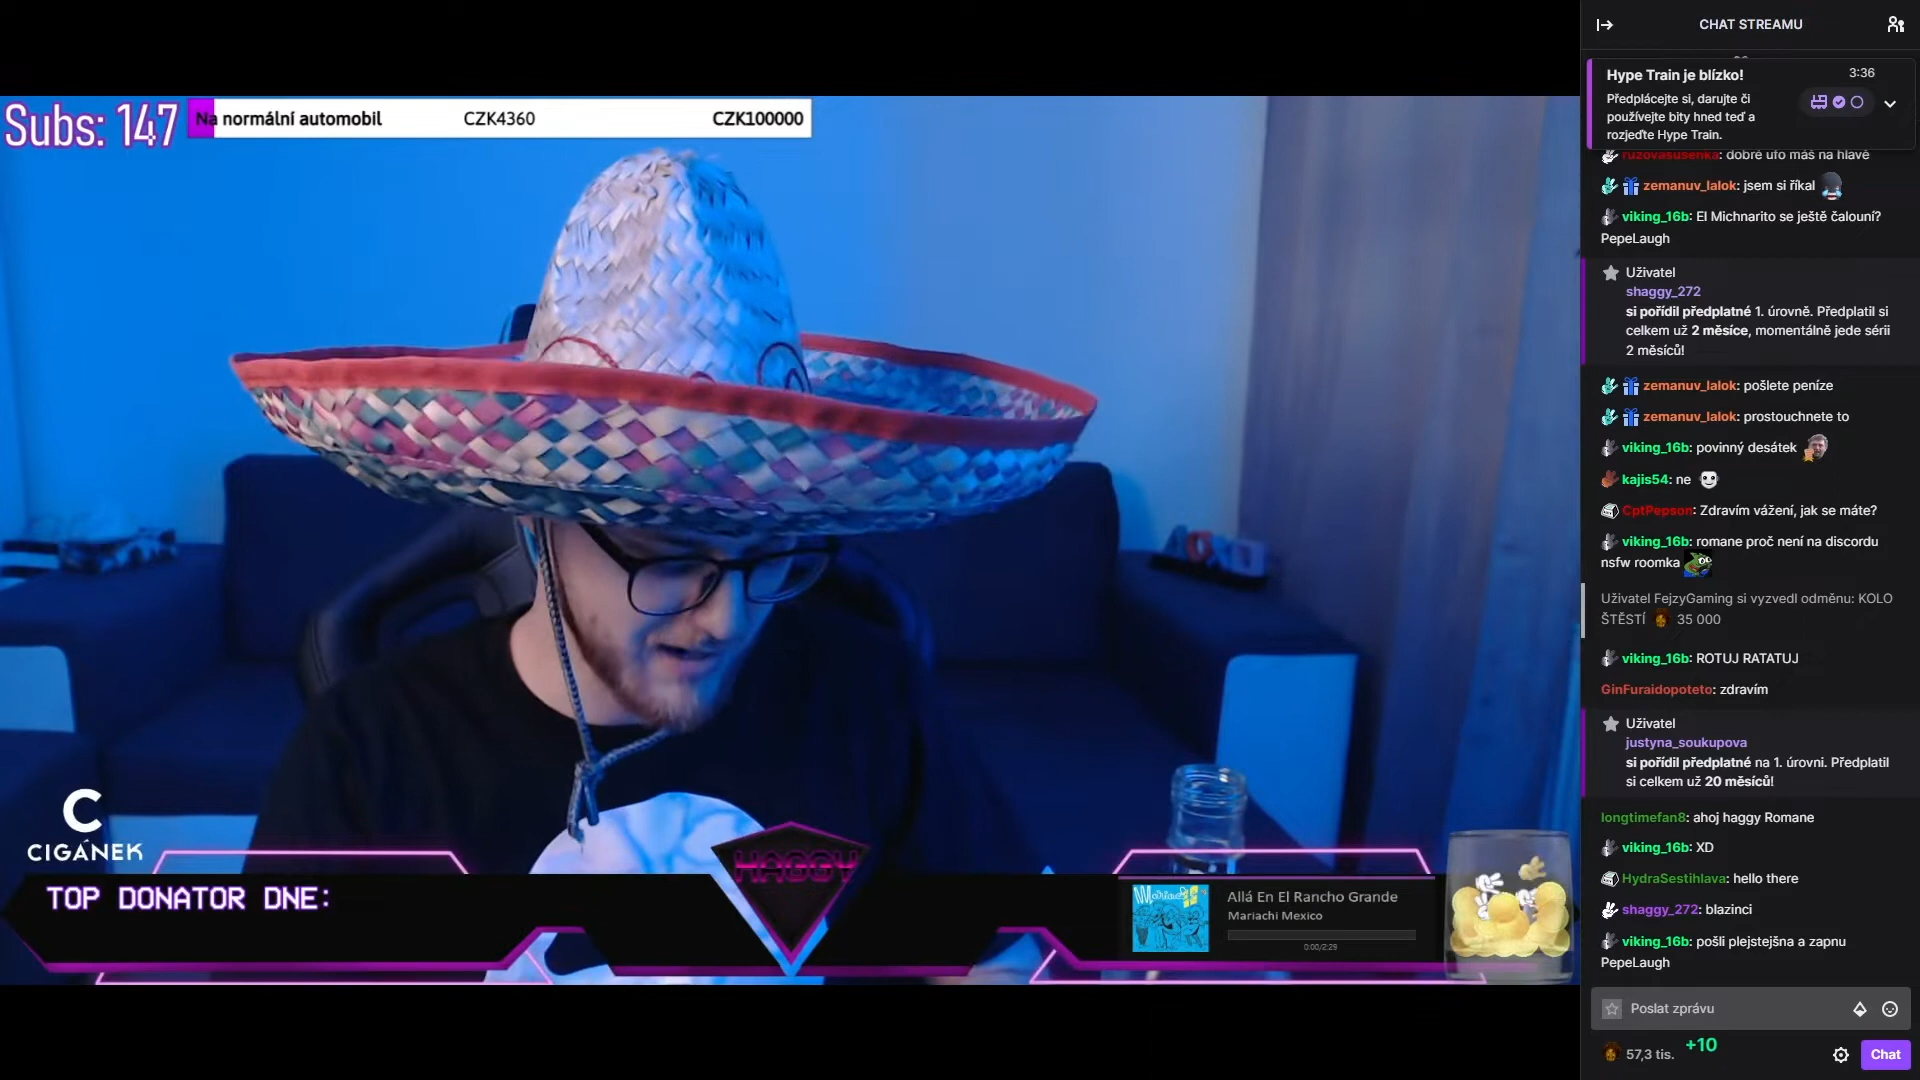 Subs: 147
Na normální automobil CZK4360 CZK100000
CIGÁNEK
HAGGY
TOP DONATOR DNE:
Allá En El Rancho Grande
Mariachi Mexico
0:00/2:29
CHAT STREAMU
Hype Train je blízko!
3:36
Předplácejte si, darujte či
používejte bity hned teď a
rozjeďte Hype Train.
ruzovasusenka: dobré ufo máš na hlavě
zemanuv_lalok: jsem si říkal
viking_16b: El Michnarito se ještě čalouní?
PepeLaugh
Uživatel
shaggy_272
si pořídil předplatné 1. úrovně. Předplatil si
celkem už 2 měsíce, momentálně jede sérii
2 měsíců!
zemanuv_lalok: pošlete peníze
zemanuv_lalok: prostouchnete to
viking_16b: povinný desátek
kajis54: ne
CptPepson: Zdravím vážení, jak se máte?
viking_16b: romane proč není na discordu
nsfw roomka
Uživatel FejzyGaming si vyzvedl odměnu: KOLO
ŠTĚSTÍ 35 000
viking_16b: ROTUJ RATATUJ
GinFuraidopoteto: zdravím
Uživatel
justyna_soukupova
si pořídil předplatné na 1. úrovni. Předplatil
si celkem už 20 měsíců!
longtimefan8: ahoj haggy Romane
viking_16b: XD
HydraSestihlava: hello there
shaggy_272: blazinci
viking_16b: pošli plejstejšna a zapnu
PepeLaugh
Poslat zprávu
57,3 tis. +10
Chat